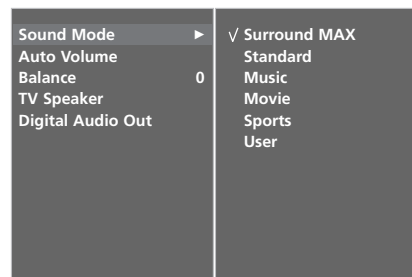 Sound Mode ►
Auto Volume
Balance 0
TV Speaker
Digital Audio Out
√ Surround MAX
Standard
Music
Movie
Sports
User